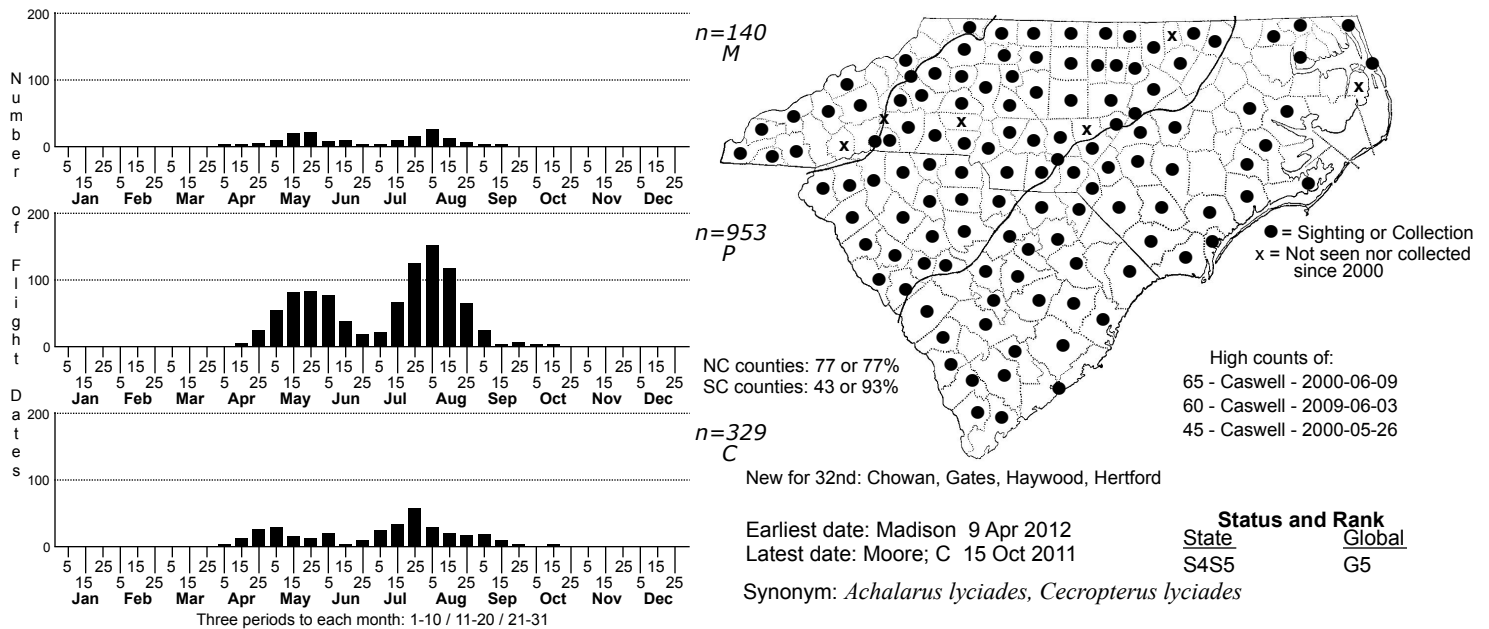 Number of Flight Dates
200
100
0
5 15 25 5 15 25 5 15 25 5 15 25 5 15 25 5 15 25 5 15 25 5 15 25 5 15 25 5 15 25 5 15 25 5 15 25
Jan Feb Mar Apr May Jun Jul Aug Sep Oct Nov Dec
n=140
M
200
100
0
5 15 25 5 15 25 5 15 25 5 15 25 5 15 25 5 15 25 5 15 25 5 15 25 5 15 25 5 15 25 5 15 25 5 15 25
Jan Feb Mar Apr May Jun Jul Aug Sep Oct Nov Dec
n=953
P
200
100
0
5 15 25 5 15 25 5 15 25 5 15 25 5 15 25 5 15 25 5 15 25 5 15 25 5 15 25 5 15 25 5 15 25 5 15 25
Jan Feb Mar Apr May Jun Jul Aug Sep Oct Nov Dec
n=329
C
Three periods to each month: 1-10 / 11-20 / 21-31
x
x
x
x
x
x
= Sighting or Collection
x = Not seen nor collected
since 2000
NC counties: 77 or 77%
SC counties: 43 or 93%
High counts of:
65 - Caswell - 2000-06-09
60 - Caswell - 2009-06-03
45 - Caswell - 2000-05-26
New for 32nd: Chowan, Gates, Haywood, Hertford
Earliest date: Madison 9 Apr 2012
Latest date: Moore; C 15 Oct 2011
Status and Rank
State Global
S4S5 G5
Synonym: Achalarus lyciades, Cecropterus lyciades